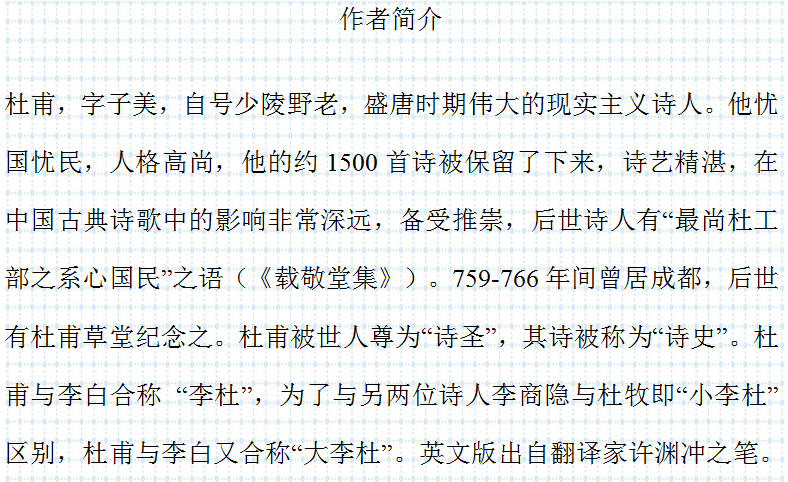 作者简介
杜甫，字子美，自号少陵野老，盛唐时期伟大的现实主义诗人。他忧
国忧民，人格高尚，他的约 1500 首诗被保留了下来，诗艺精湛，在
中国古典诗歌中的影响非常深远，备受推崇，后世诗人有“最尚杜工
部之系心国民”之语（《载敬堂集》）。759-766 年间曾居成都，后世
有杜甫草堂纪念之。杜甫被世人尊为“诗圣”，其诗被称为“诗史”。杜
甫与李白合称 “李杜”，为了与另两位诗人李商隐与杜牧即“小李杜”
区别，杜甫与李白又合称“大李杜”。英文版出自翻译家许渊冲之笔。